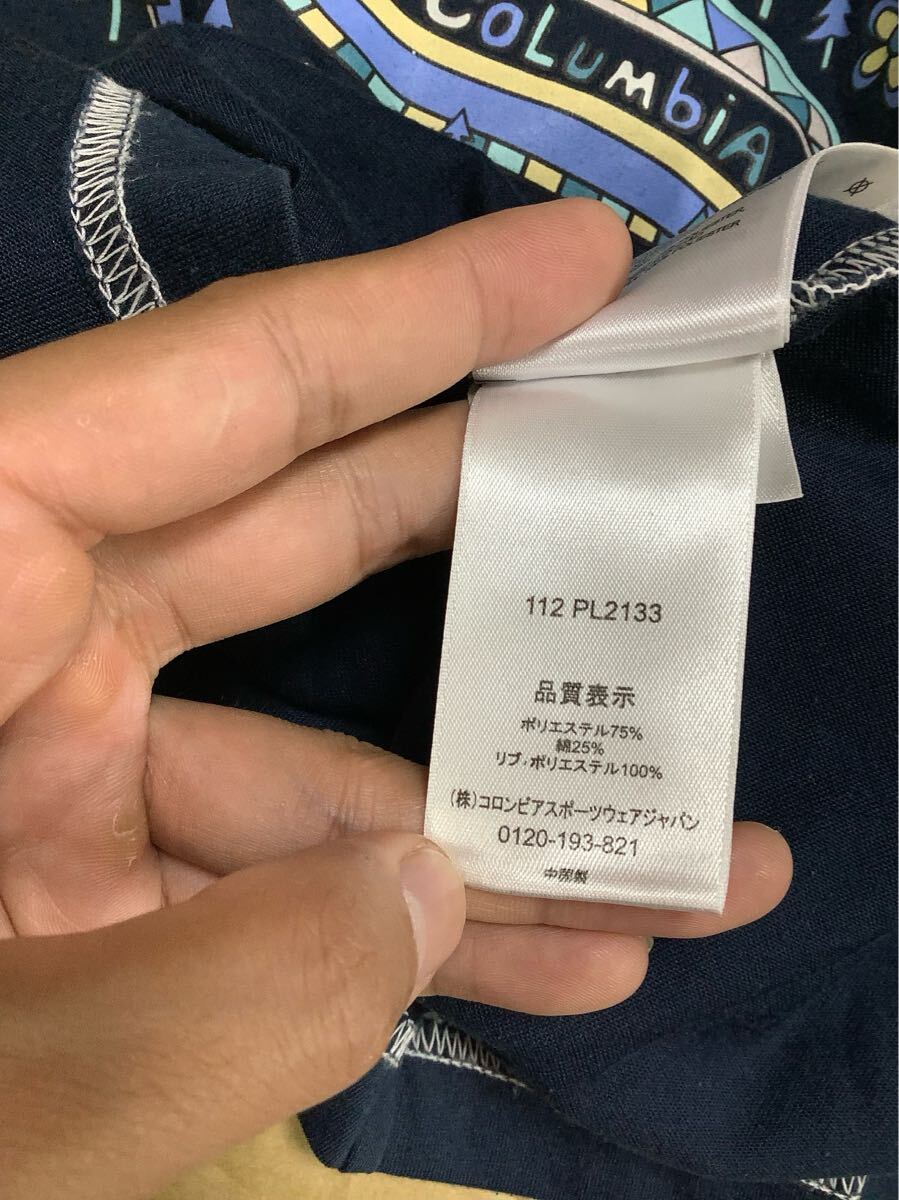 COLUMbiA
POLYESTER
112 PL2133
品質表示
ポリエステル75%
綿25%
リブ,ポリエステル100%
(株)コロンビアスポーツウェアジャパン
0120-193-821
中国製